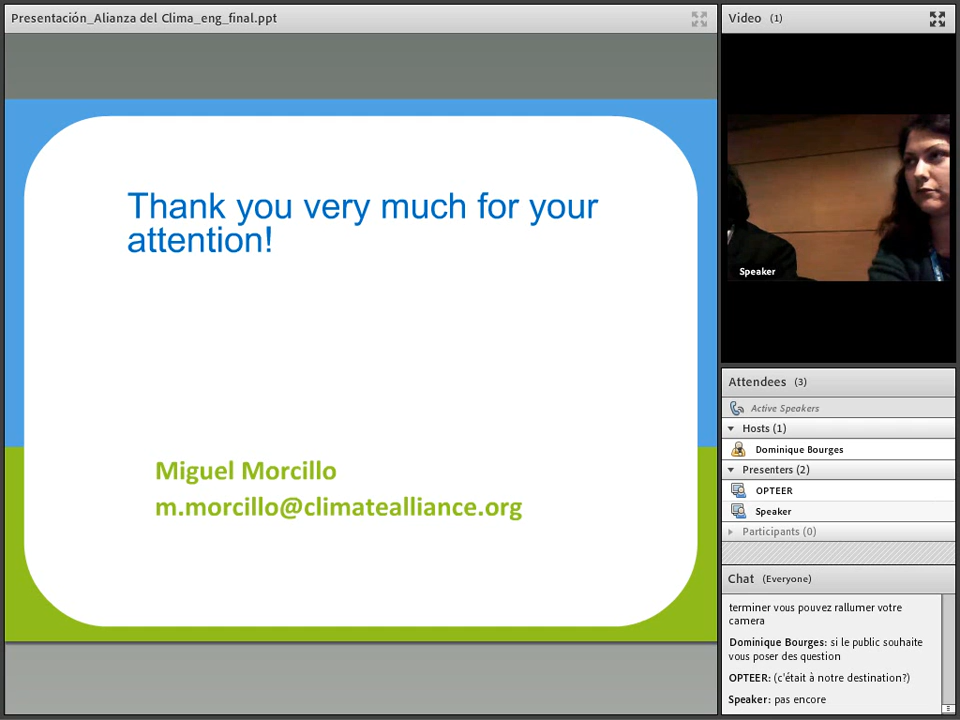 Presentación_Alianza del Clima_eng_final.ppt
Thank you very much for your
attention!
Miguel Morcillo
m.morcillo@climatealliance.org
Video (1)
Speaker
Attendees (3)
Active Speakers
Hosts (1)
Dominique Bourges
Presenters (2)
OPTEER
Speaker
Participants (0)
Chat (Everyone)
terminer vous pouvez rallumer votre
camera
Dominique Bourges: si le public souhaite
vous poser des question
OPTEER: (c'était à notre destination?)
Speaker: pas encore